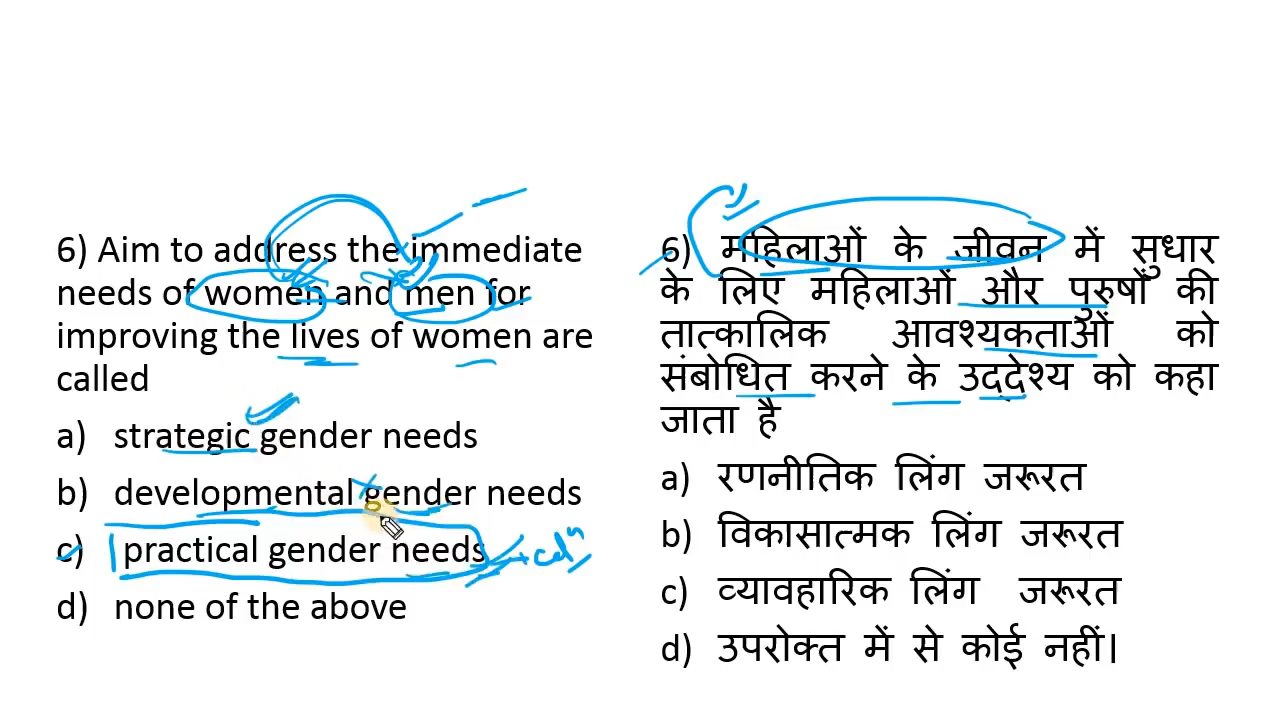 6) Aim to address the immediate
needs of women and men for
improving the lives of women are
called
a) strategic gender needs
b) developmental gender needs
c) practical gender needs
d) none of the above
6) महिलाओं के जीवन में सुधार
के लिए महिलाओं और पुरुषों की
तात्कालिक आवश्यकताओं को
संबोधित करने के उद्देश्य को कहा
जाता है
a) रणनीतिक लिंग जरूरत
b) विकासात्मक लिंग जरूरत
c) व्यावहारिक लिंग जरूरत
d) उपरोक्त में से कोई नहीं।